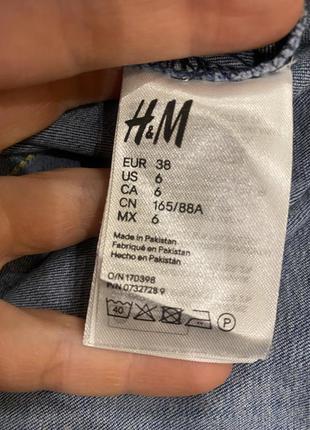 H&M
EUR 38
US 6
CA 6
CN 165/88A
MX 6
Made in Pakistan
Fabriqué en Pakistan
Hecho en Pakistán
O/N 170398
P/N 0732728 9
40
P